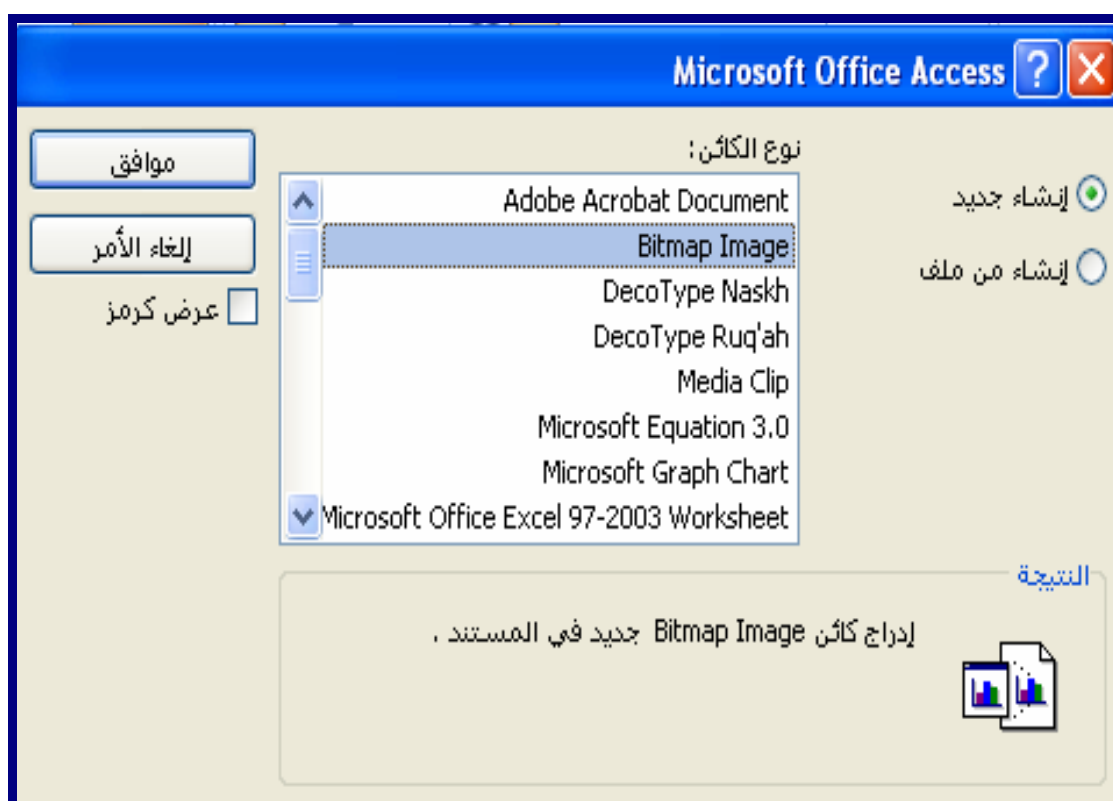 Microsoft Office Access
نوع الكائن:
إنشاء جديد
إنشاء من ملف
Adobe Acrobat Document
Bitmap Image
DecoType Naskh
DecoType Ruq'ah
Media Clip
Microsoft Equation 3.0
Microsoft Graph Chart
Microsoft Office Excel 97-2003 Worksheet
موافق
إلغاء الأمر
عرض كرمز
النتيجة
إدراج كائن Bitmap Image جديد في المستند .